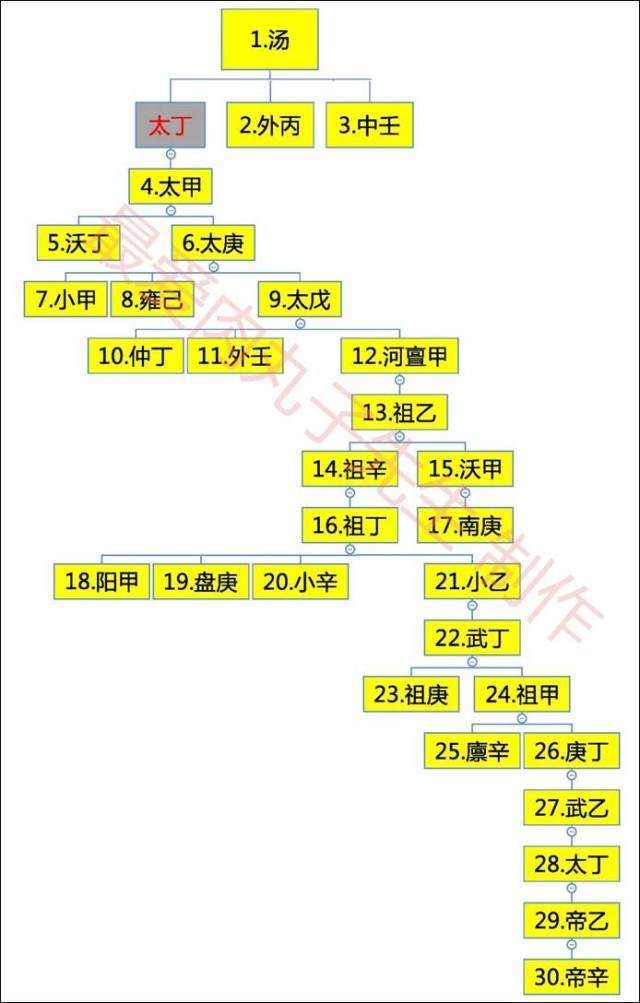 1.汤
太丁
2.外丙
3.中壬
4.太甲
5.沃丁
6.太庚
7.小甲
8.雍己
9.太戊
10.仲丁
11.外壬
12.河亶甲
13.祖乙
14.祖辛
15.沃甲
16.祖丁
17.南庚
18.阳甲
19.盘庚
20.小辛
21.小乙
22.武丁
23.祖庚
24.祖甲
25.廪辛
26.庚丁
27.武乙
28.太丁
29.帝乙
30.帝辛
最爱肉丸子先生 制作